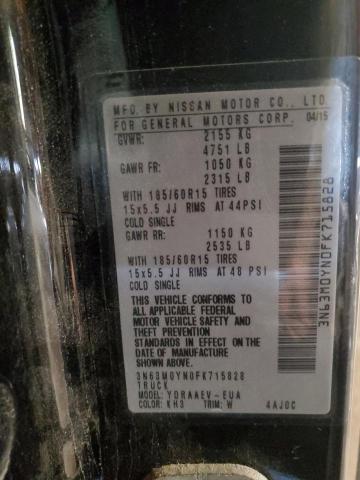 MFG. BY NISSAN MOTOR CO., LTD
FOR GENERAL MOTORS CORP. 04/15
GVWR: 2155 KG
4751 LB
GAWR FR: 1050 KG
2315 LB
WITH 185/60R15 TIRES
15x5.5 JJ RIMS AT 44PSI
COLD SINGLE
GAWR RR: 1150 KG
2535 LB
WITH 185/60R15 TIRES
15x5.5 JJ RIMS AT 48 PSI
COLD SINGLE
THIS VEHICLE CONFORMS TO
ALL APPLICABLE FEDERAL
MOTOR VEHICLE SAFETY AND
THEFT PREVENTION
STANDARDS IN EFFECT ON
THE DATE OF MANUFACTURE
SHOWN ABOVE.
3N63M0YN0FK715828
TRUCK
MODEL: YDRAAEV-EUA
COLOR: KH3 TRIM: W 4AJ0C
3N63M0YN0FK715828